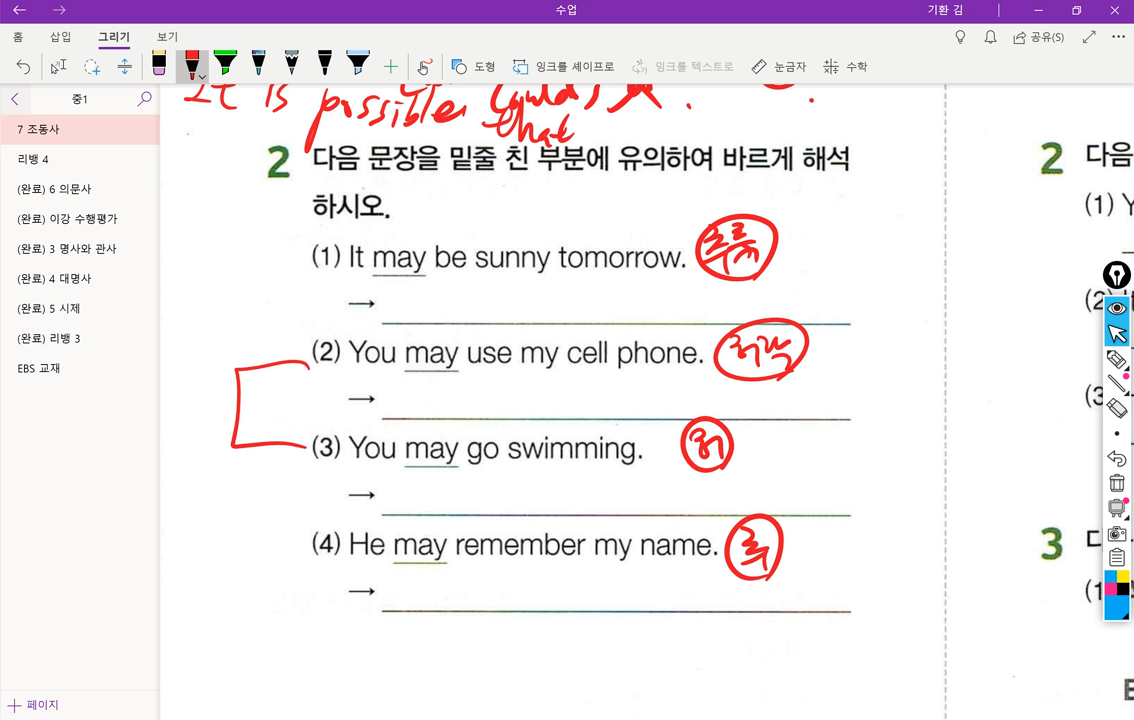 수업
기환 김
홈 삽입 그리기 보기
공유(S)
도형 잉크를 셰이프로 잉크를 텍스트로 눈금자 수학
중1
7 조동사
리뱅 4
(완료) 6 의문사
(완료) 이강 수행평가
(완료) 3 명사와 관사
(완료) 4 대명사
(완료) 5 시제
(완료) 리뱅 3
EBS 교재
페이지
It is possible
that
2 다음 문장을 밑줄 친 부분에 유의하여 바르게 해석
하시오.
(1) It may be sunny tomorrow.
→
(2) You may use my cell phone. 허락
→
(3) You may go swimming. 허
→
(4) He may remember my name. 추
→
2 다음
(1) Y
(2)
(3
3 다
(1
E